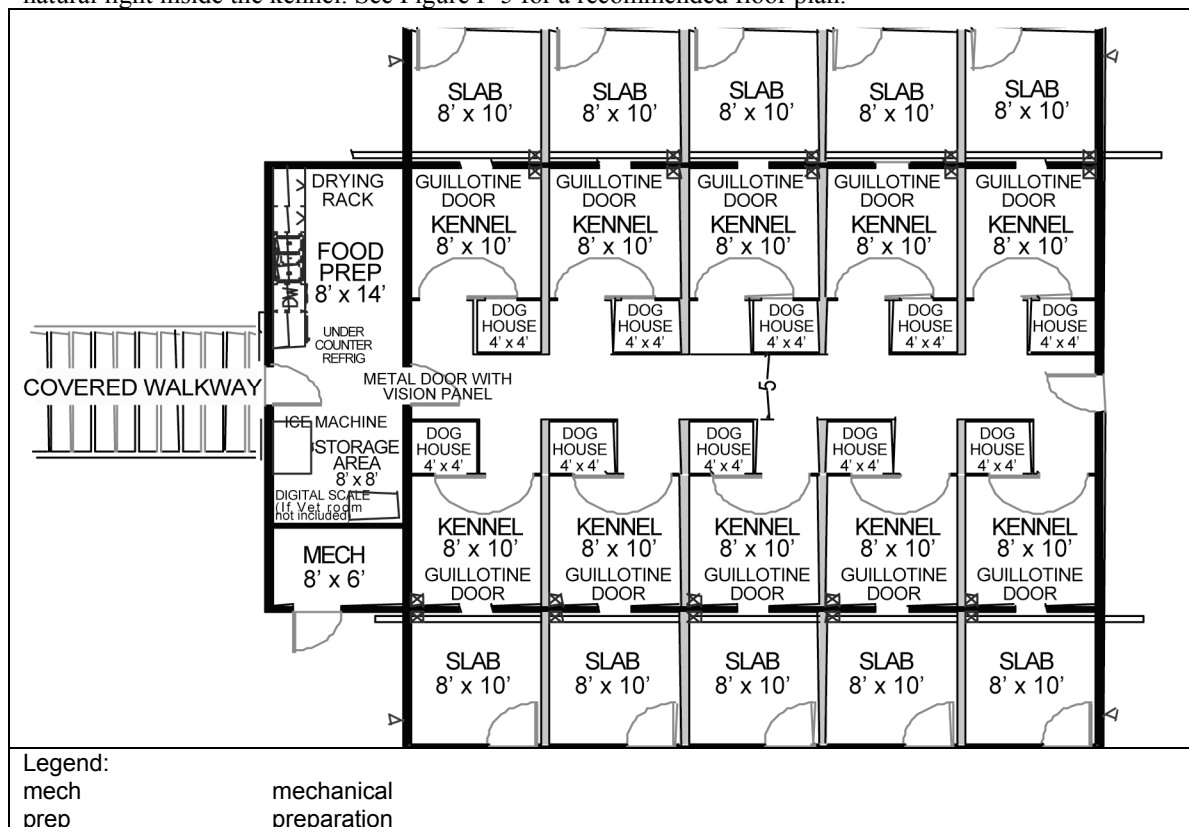 natural light inside the kennel. See Figure F-5 for a recommended floor plan.
SLAB SLAB SLAB SLAB SLAB
8’ x 10’ 8’ x 10’ 8’ x 10’ 8’ x 10’ 8’ x 10’
DRYING
RACK
GUILLOTINE GUILLOTINE GUILLOTINE GUILLOTINE GUILLOTINE
DOOR DOOR DOOR DOOR DOOR
KENNEL KENNEL KENNEL KENNEL KENNEL
8’ x 10’ 8’ x 10’ 8’ x 10’ 8’ x 10’ 8’ x 10’
FOOD
PREP
8’ x 14’
DW
DOG DOG DOG DOG DOG
HOUSE HOUSE HOUSE HOUSE HOUSE
4’ x 4’ 4’ x 4’ 4’ x 4’ 4’ x 4’ 4’ x 4’
UNDER
COUNTER
REFRIG
COVERED WALKWAY
METAL DOOR WITH
VISION PANEL
5
ICE MACHINE
STORAGE
AREA
8’ x 8’
DOG DOG DOG DOG DOG
HOUSE HOUSE HOUSE HOUSE HOUSE
4’ x 4’ 4’ x 4’ 4’ x 4’ 4’ x 4’ 4’ x 4’
DIGITAL SCALE
(If Vet room
not included)
MECH
8’ x 6’
KENNEL KENNEL KENNEL KENNEL KENNEL
8’ x 10’ 8’ x 10’ 8’ x 10’ 8’ x 10’ 8’ x 10’
GUILLOTINE GUILLOTINE GUILLOTINE GUILLOTINE GUILLOTINE
DOOR DOOR DOOR DOOR DOOR
SLAB SLAB SLAB SLAB SLAB
8’ x 10’ 8’ x 10’ 8’ x 10’ 8’ x 10’ 8’ x 10’
Legend:
mech mechanical
prep preparation